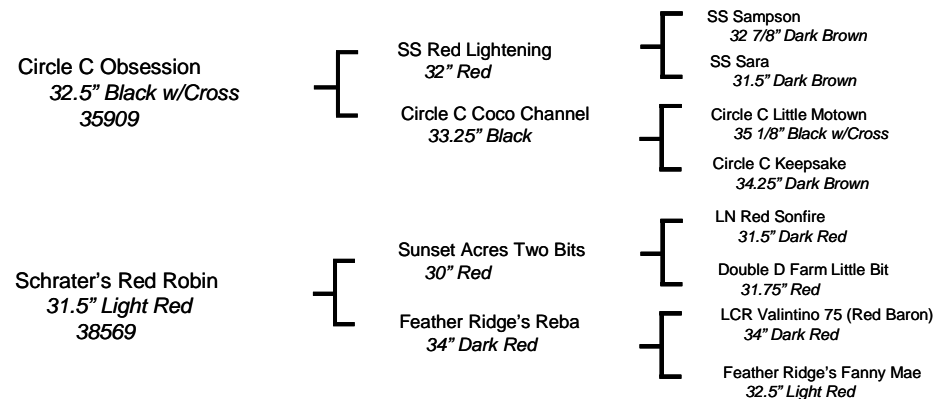 Circle C Obsession
32.5” Black w/Cross
35909
SS Red Lightening
32” Red
Circle C Coco Channel
33.25” Black
SS Sampson
32 7/8” Dark Brown
SS Sara
31.5” Dark Brown
Circle C Little Motown
35 1/8” Black w/Cross
Circle C Keepsake
34.25” Dark Brown
Schrater’s Red Robin
31.5” Light Red
38569
Sunset Acres Two Bits
30” Red
Feather Ridge’s Reba
34” Dark Red
LN Red Sonfire
31.5” Dark Red
Double D Farm Little Bit
31.75” Red
LCR Valintino 75 (Red Baron)
34” Dark Red
Feather Ridge’s Fanny Mae
32.5” Light Red